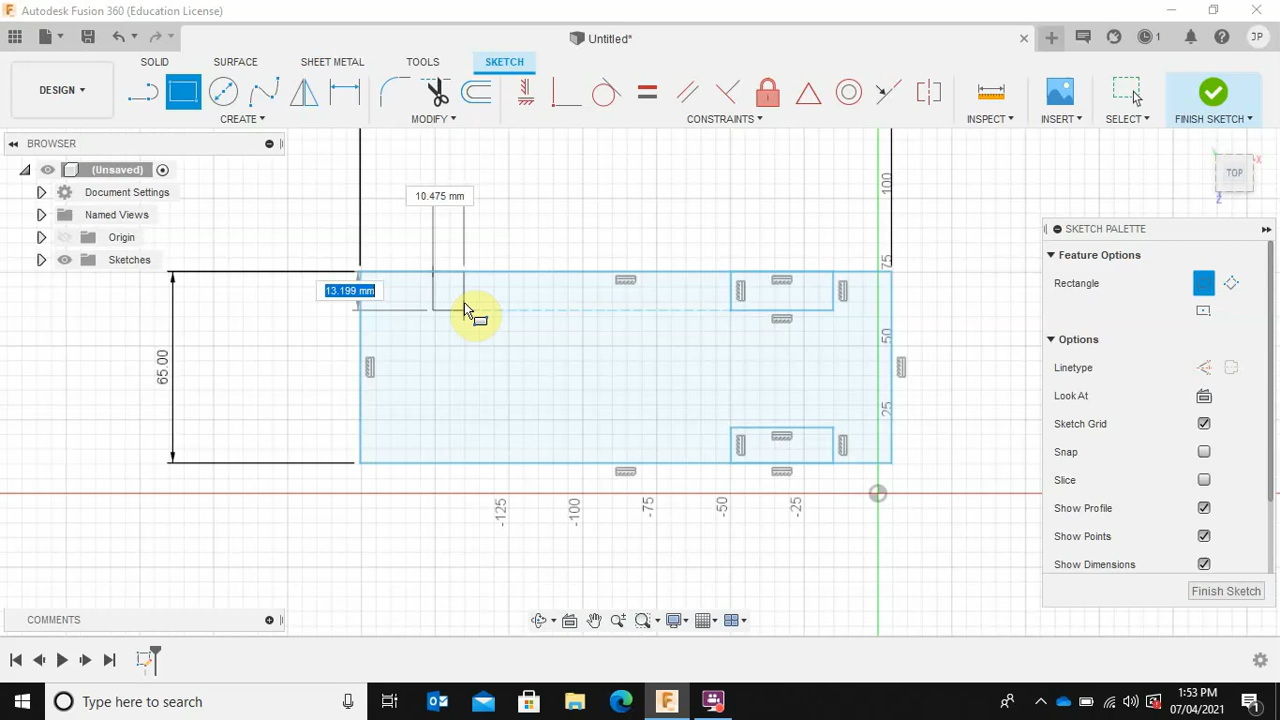 Autodesk Fusion 360 (Education License)
Untitled*
1
JP
DESIGN
SOLID
SURFACE
SHEET METAL
TOOLS
SKETCH
CREATE
MODIFY
CONSTRAINTS
INSPECT
INSERT
SELECT
FINISH SKETCH
BROWSER
(Unsaved)
Document Settings
Named Views
Origin
Sketches
TOP
X
Z
10.475 mm
13.199 mm
65.00
100
75
50
25
-125
-100
-75
-50
-25
SKETCH PALETTE
Feature Options
Rectangle
Options
Linetype
Look At
Sketch Grid
Snap
Slice
Show Profile
Show Points
Show Dimensions
Finish Sketch
COMMENTS
Type here to search
1:53 PM
07/04/2021
1